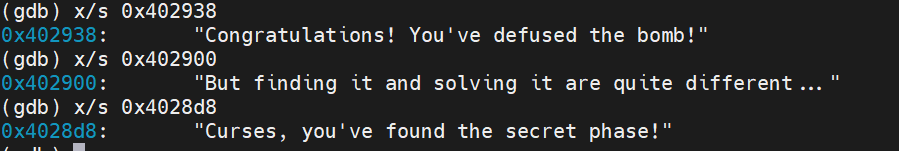 (gdb) x/s 0x402938
0x402938:       "Congratulations! You've defused the bomb!"
(gdb) x/s 0x402900
0x402900:       "But finding it and solving it are quite different..."
(gdb) x/s 0x4028d8
0x4028d8:       "Curses, you've found the secret phase!"